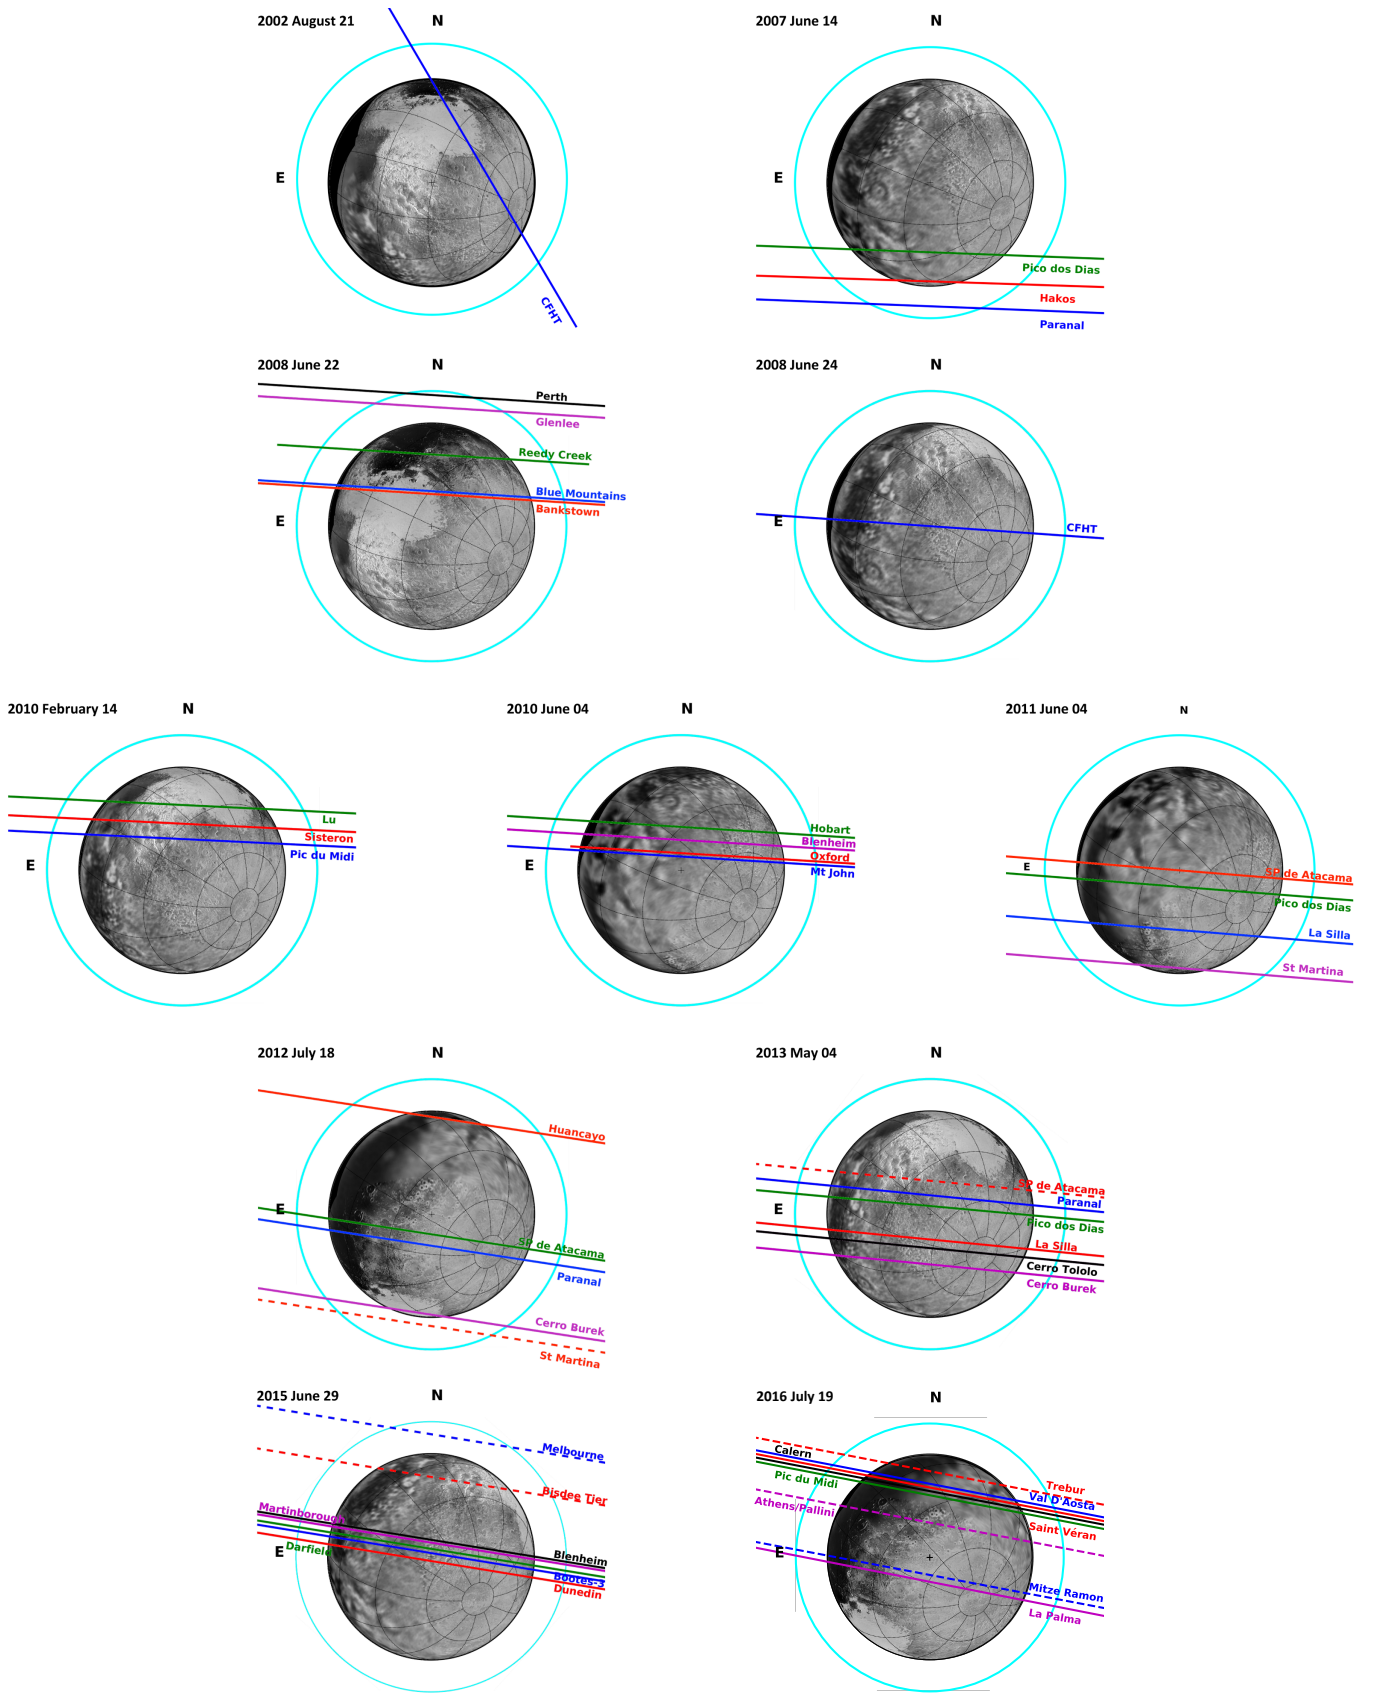 2002 August 21
N
E
CFHT
2007 June 14
N
E
Pico dos Dias
Hakos
Paranal
2008 June 22
N
Perth
Glenlee
Reedy Creek
Blue Mountains
Bankstown
E
2008 June 24
N
E
CFHT
2010 February 14
N
Lu
Sisteron
Pic du Midi
E
2010 June 04
N
Hobart
Blenheim
Oxford
Mt John
E
2011 June 04
N
E
SP de Atacama
Pico dos Dias
La Silla
St Martina
2012 July 18
N
Huancayo
E
SP de Atacama
Paranal
Cerro Burek
St Martina
2013 May 04
N
SP de Atacama
Paranal
E
Pico dos Dias
La Silla
Cerro Tololo
Cerro Burek
2015 June 29
N
Melbourne
Bisdee Tier
Martinborough
Darfield
E
Blenheim
Bootes-3
Dunedin
2016 July 19
N
Calern
Pic du Midi
Trebur
Val D'Aosta
Athens/Pallini
Saint Véran
E
Mitze Ramon
La Palma